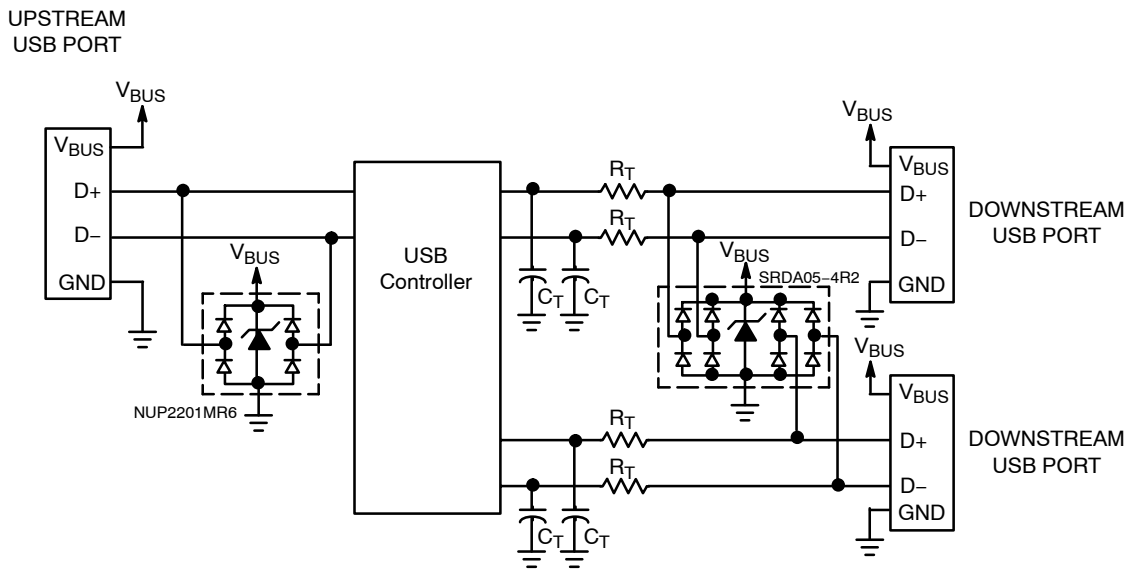 UPSTREAM
USB PORT
VBUS
VBUS
D+
D−
GND
VBUS
NUP2201MR6
USB
Controller
RT
RT
CT
CT
VBUS
SRDA05−4R2
VBUS
VBUS
D+
D−
GND
DOWNSTREAM
USB PORT
RT
RT
CT
CT
VBUS
VBUS
D+
D−
GND
DOWNSTREAM
USB PORT